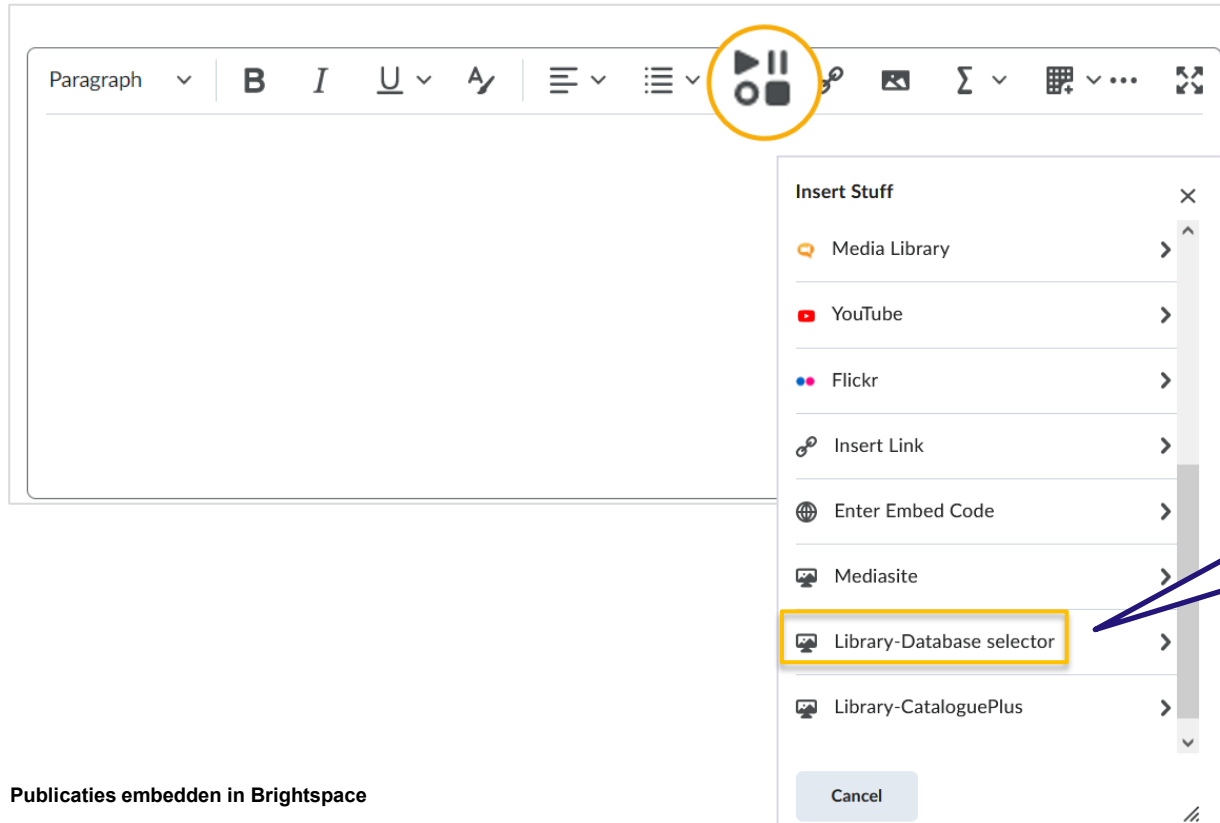 Paragraph B I U A Σ
Insert Stuff
Media Library
YouTube
Flickr
Insert Link
Enter Embed Code
Mediasite
Library-Database selector
Library-CataloguePlus
Cancel
Publicaties embedden in Brightspace